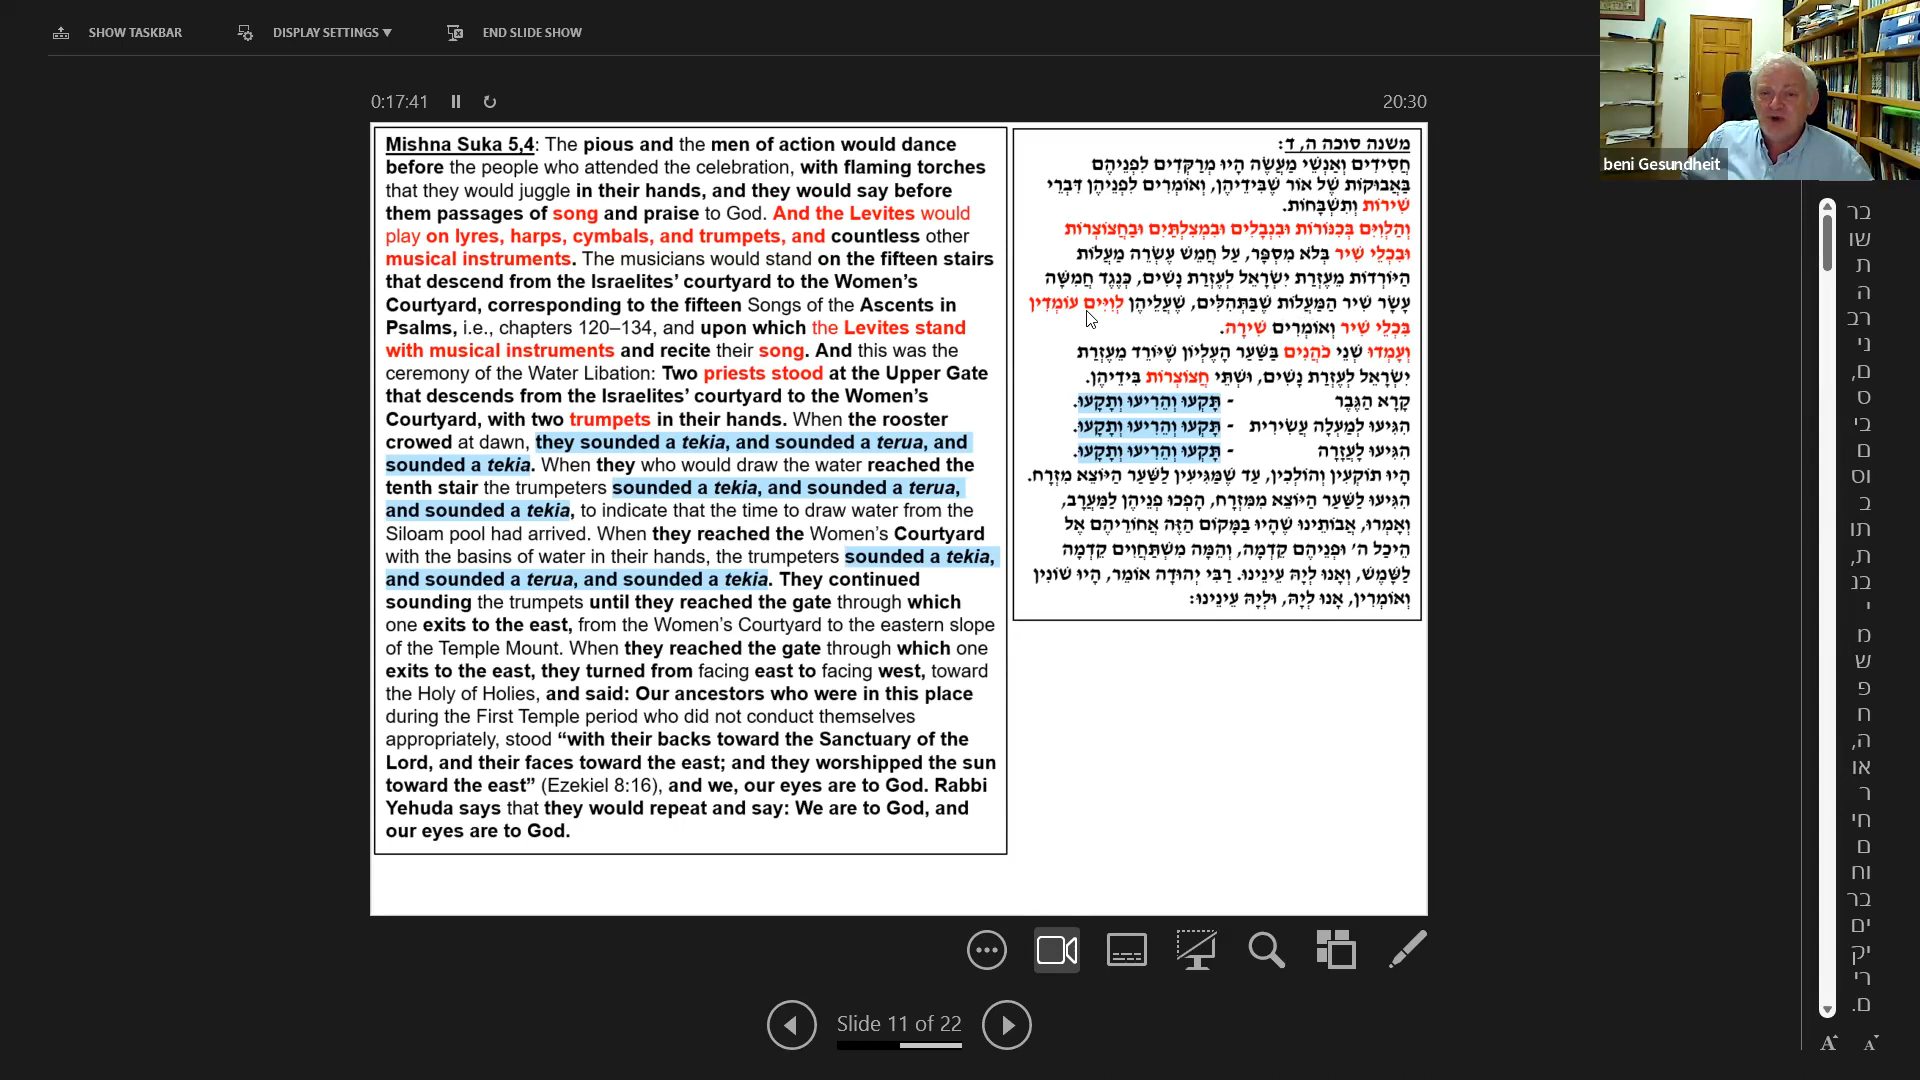 SHOW TASKBAR
DISPLAY SETTINGS ▼
END SLIDE SHOW
0:17:41
20:30
beni Gesundheit
Mishna Suka 5,4: The pious and the men of action would dance
before the people who attended the celebration, with flaming torches
that they would juggle in their hands, and they would say before
them passages of song and praise to God. And the Levites would
play on lyres, harps, cymbals, and trumpets, and countless other
musical instruments. The musicians would stand on the fifteen stairs
that descend from the Israelites’ courtyard to the Women’s
Courtyard, corresponding to the fifteen Songs of the Ascents in
Psalms, i.e., chapters 120–134, and upon which the Levites stand
with musical instruments and recite their song. And this was the
ceremony of the Water Libation: Two priests stood at the Upper Gate
that descends from the Israelites’ courtyard to the Women’s
Courtyard, with two trumpets in their hands. When the rooster
crowed at dawn, they sounded a tekia, and sounded a terua, and
sounded a tekia. When they who would draw the water reached the
tenth stair the trumpeters sounded a tekia, and sounded a terua,
and sounded a tekia, to indicate that the time to draw water from the
Siloam pool had arrived. When they reached the Women’s Courtyard
with the basins of water in their hands, the trumpeters sounded a tekia,
and sounded a terua, and sounded a tekia. They continued
sounding the trumpets until they reached the gate through which
one exits to the east, from the Women’s Courtyard to the eastern slope
of the Temple Mount. When they reached the gate through which one
exits to the east, they turned from facing east to facing west, toward
the Holy of Holies, and said: Our ancestors who were in this place
during the First Temple period who did not conduct themselves
appropriately, stood “with their backs toward the Sanctuary of the
Lord, and their faces toward the east; and they worshipped the sun
toward the east” (Ezekiel 8:16), and we, our eyes are to God. Rabbi
Yehuda says that they would repeat and say: We are to God, and
our eyes are to God.
משנה סוכה ה, ד:
חֲסִידִים וְאַנְשֵׁי מַעֲשֶׂה הָיוּ מְרַקְּדִים לִפְנֵיהֶם
בַּאֲבוּקוֹת שֶׁל אוֹר שֶׁבִּידֵיהֶן, וְאוֹמְרִים לִפְנֵיהֶן דִּבְרֵי
שִׁירוֹת וְתִשְׁבָּחוֹת.
וְהַלְוִיִּם בְּכִנּוֹרוֹת וּבִנְבָלִים וּבִמְצִלְתַּיִם וּבַחֲצוֹצְרוֹת
וּבִכְלֵי שִׁיר בְּלֹא מִסְפָּר, עַל חֲמֵשׁ עֶשְׂרֵה מַעֲלוֹת
הַיּוֹרְדוֹת מֵעֶזְרַת יִשְׂרָאֵל לְעֶזְרַת נָשִׁים, כְּנֶגֶד חֲמִשָּׁה
עָשָׂר שִׁיר הַמַּעֲלוֹת שֶׁבַּתְּהִלִּים, שֶׁעֲלֵיהֶן לְוִיִּים עוֹמְדִין
בִּכְלֵי שִׁיר וְאוֹמְרִים שִׁירָה.
וְעָמְדוּ שְׁנֵי כֹהֲנִים בַּשַּׁעַר הָעֶלְיוֹן שֶׁיּוֹרֵד מֵעֶזְרַת
יִשְׂרָאֵל לְעֶזְרַת נָשִׁים, וּשְׁתֵּי חֲצוֹצְרוֹת בִּידֵיהֶן.
קָרָא הַגֶּבֶר - תָּקְעוּ וְהֵרִיעוּ וְתָקָעוּ.
הִגִּיעוּ לְמַעְלָה עֲשִׂירִית - תָּקְעוּ וְהֵרִיעוּ וְתָקָעוּ.
הִגִּיעוּ לָעֲזָרָה - תָּקְעוּ וְהֵרִיעוּ וְתָקָעוּ.
הָיוּ תוֹקְעִין וְהוֹלְכִין, עַד שֶׁמַּגִּיעִין לַשַּׁעַר הַיּוֹצֵא מִזְרָח.
הִגִּיעוּ לַשַּׁעַר הַיּוֹצֵא מִמִּזְרָח, הָפְכוּ פְנֵיהֶן לַמַּעֲרָב,
וְאָמְרוּ, אֲבוֹתֵינוּ שֶׁהָיוּ בַמָּקוֹם הַזֶּה אֲחוֹרֵיהֶם אֶל
הֵיכַל ה' וּפְנֵיהֶם קֵדְמָה, וְהֵמָּה מִשְׁתַּחֲוִים קֵדְמָה
לַשָּׁמֶשׁ, וְאָנוּ לְיָהּ עֵינֵינוּ. רַבִּי יְהוּדָה אוֹמֵר, הָיוּ שׁוֹנִין
וְאוֹמְרִין, אָנוּ לְיָהּ, וּלְיָהּ עֵינֵינוּ:
בר
שו
ת
ה
רב
ני
ם,
ס
בי
ם
וס
ב
תו
ת,
בנ
י
מ
ש
פ
ח
ה,
או
ר
חי
ם
וח
בר
ים
יק
רי
ם.
Slide 11 of 22
A A